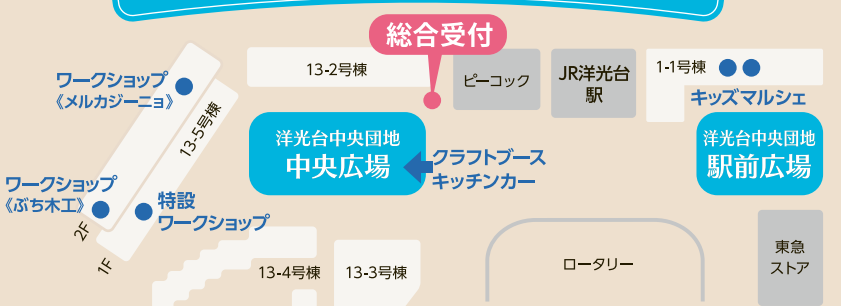 総合受付
ワークショップ
《メルカジーニョ》
13-2号棟
ピーコック
JR洋光台
駅
1-1号棟
キッズマルシェ
13-5号棟
洋光台中央団地
中央広場
クラフトブース
キッチンカー
洋光台中央団地
駅前広場
ワークショップ
《ぶち木工》
特設
ワークショップ
2F
1F
13-4号棟
13-3号棟
ロータリー
東急
ストア